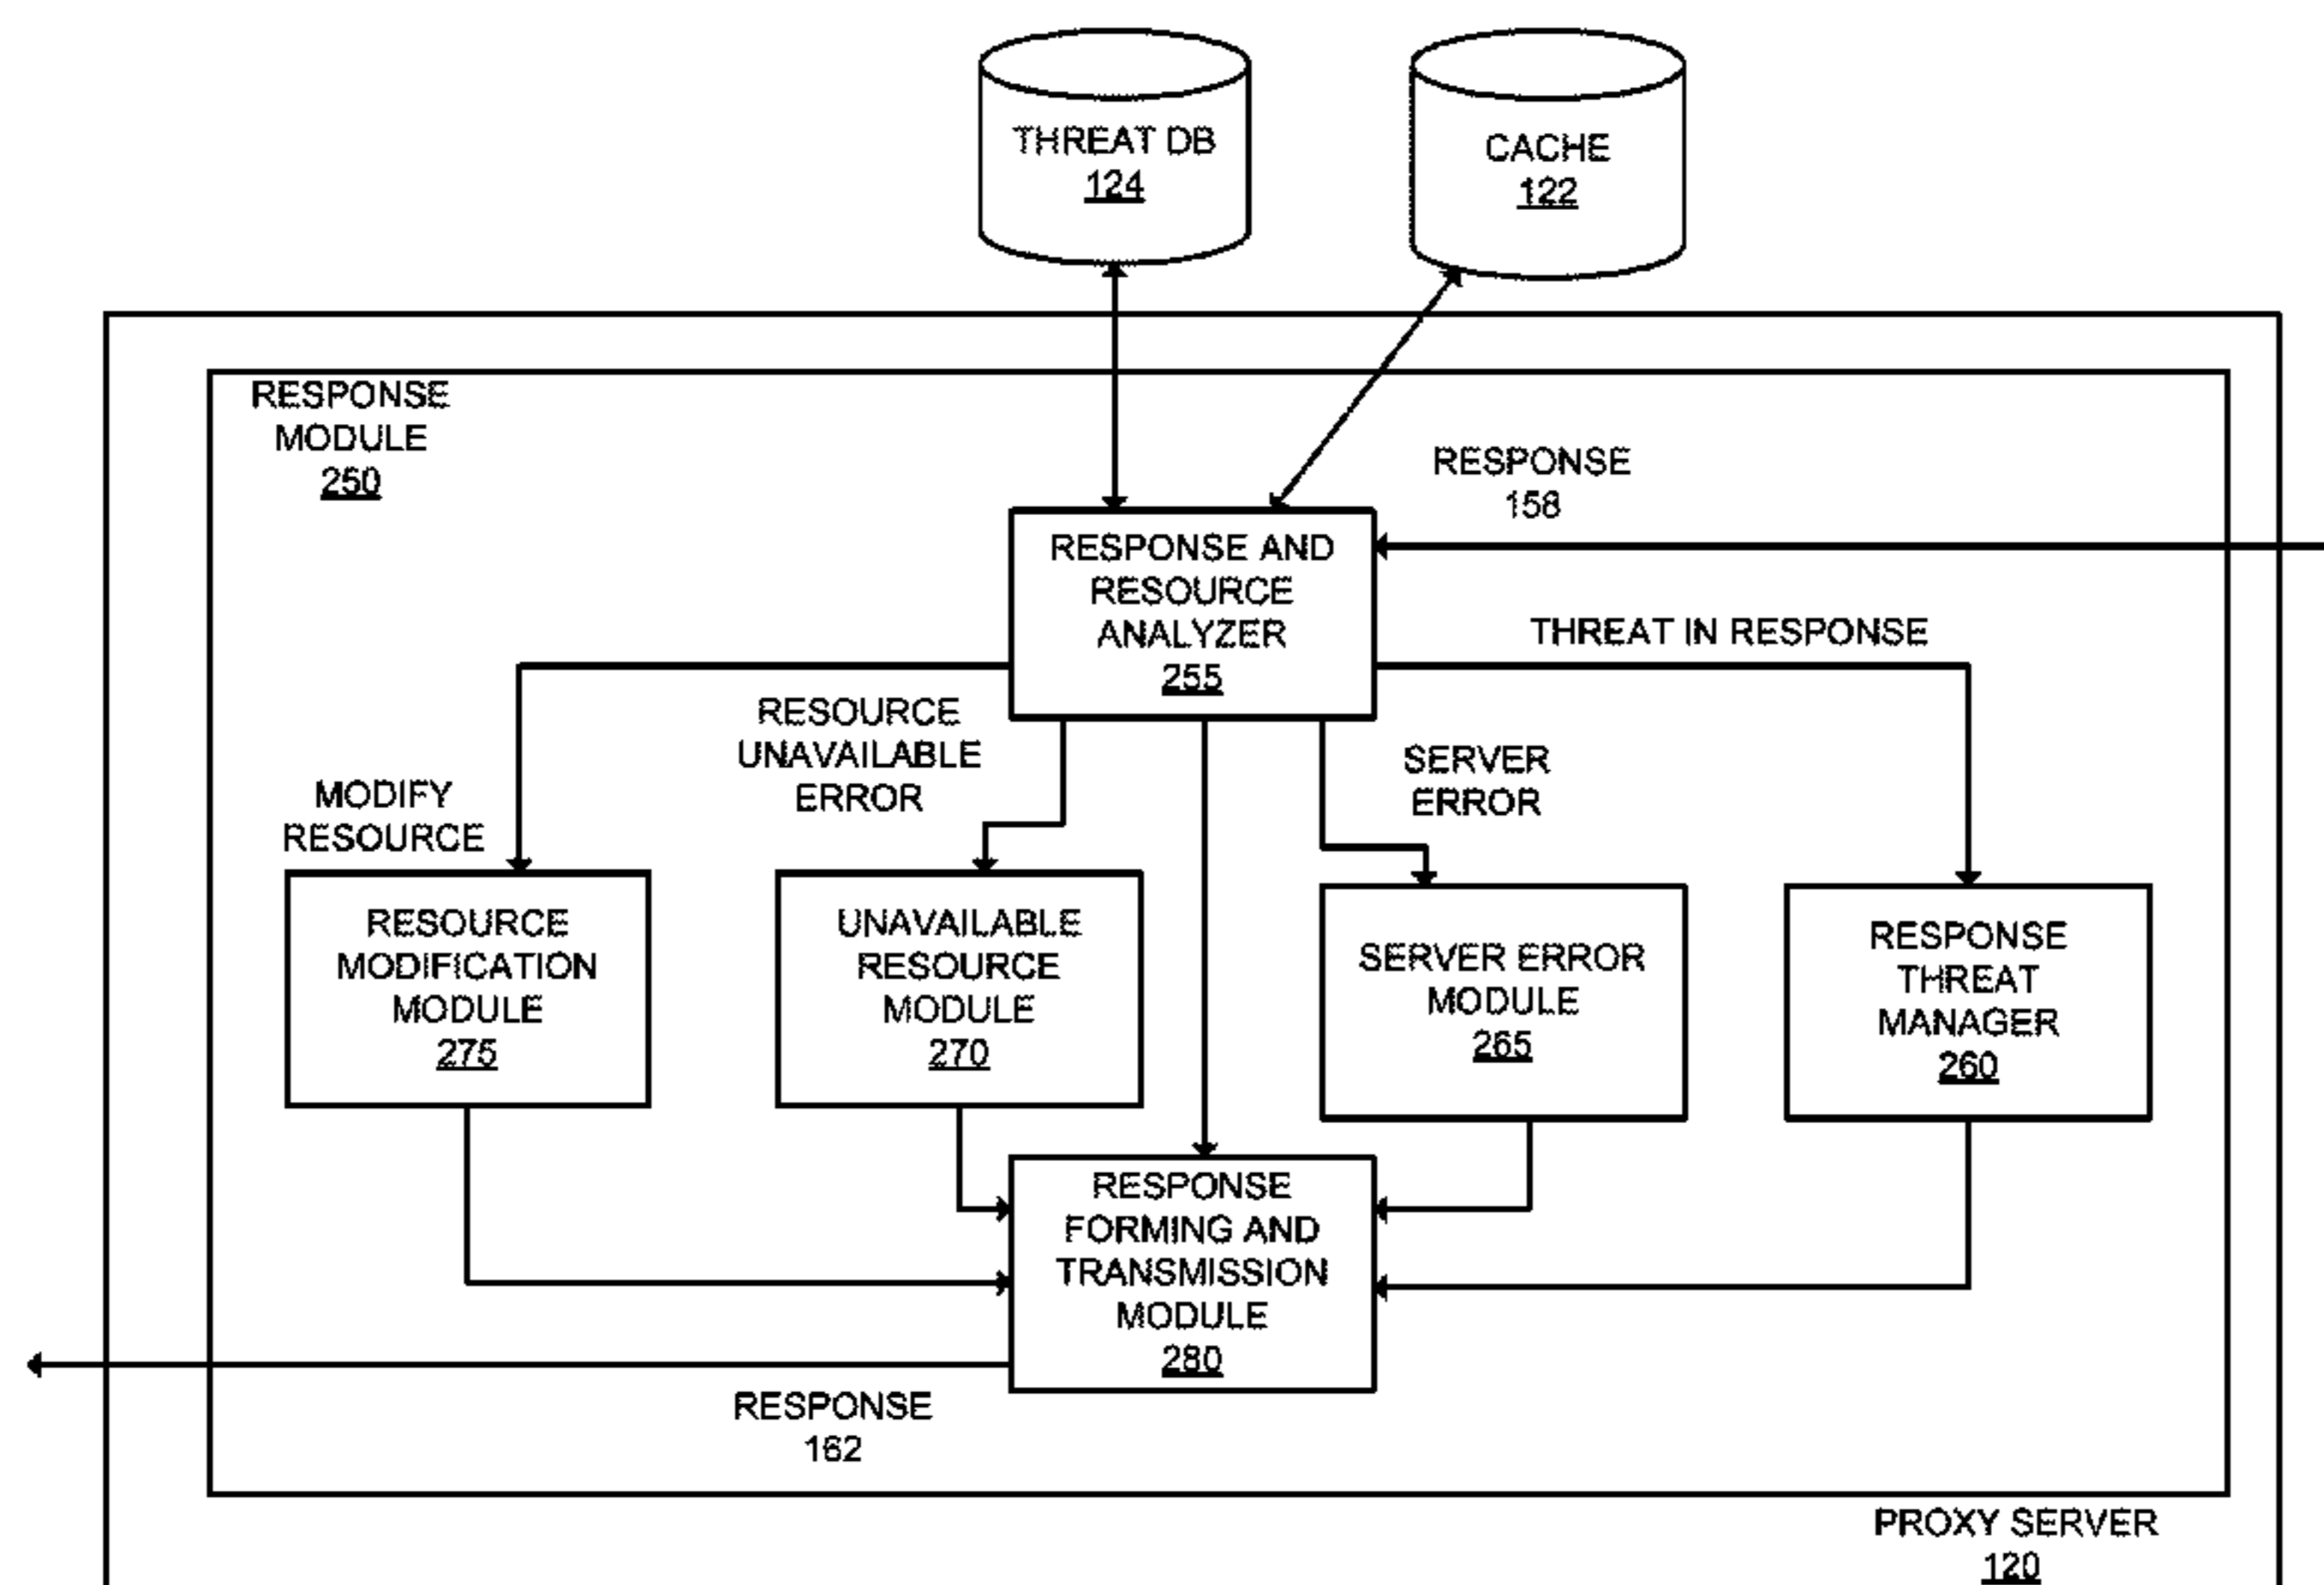 THREAT DB
124
CACHE
122
RESPONSE
MODULE
250
RESPONSE
158
RESPONSE AND
RESOURCE
ANALYZER
255
THREAT IN RESPONSE
RESOURCE
UNAVAILABLE
ERROR
SERVER
ERROR
MODIFY
RESOURCE
RESOURCE
MODIFICATION
MODULE
275
UNAVAILABLE
RESOURCE
MODULE
270
SERVER ERROR
MODULE
265
RESPONSE
THREAT
MANAGER
260
RESPONSE
FORMING AND
TRANSMISSION
MODULE
280
RESPONSE
162
PROXY SERVER
120